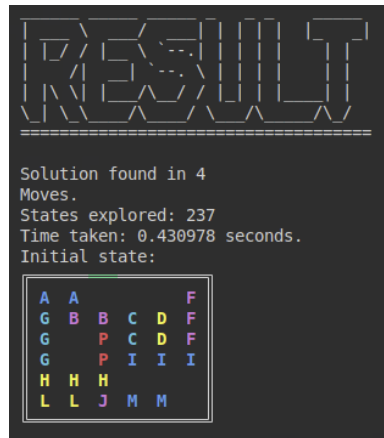 RESULT
Solution found in 4
Moves.
States explored: 237
Time taken: 0.430978 seconds.
Initial state:
A A F
G B B C D F
G P C D F
G P I I I
H H H
L L J M M